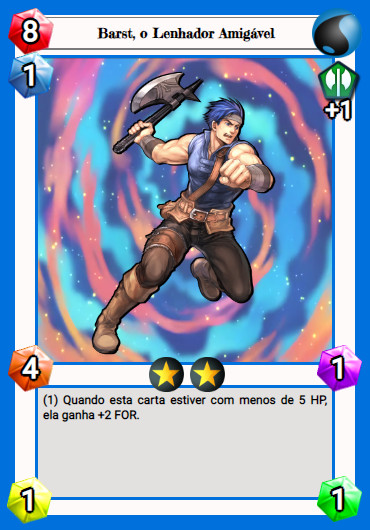 8
Barst, o Lenhador Amigável
1
+1
4
1
(1) Quando esta carta estiver com menos de 5 HP,
ela ganha +2 FOR.
1
1